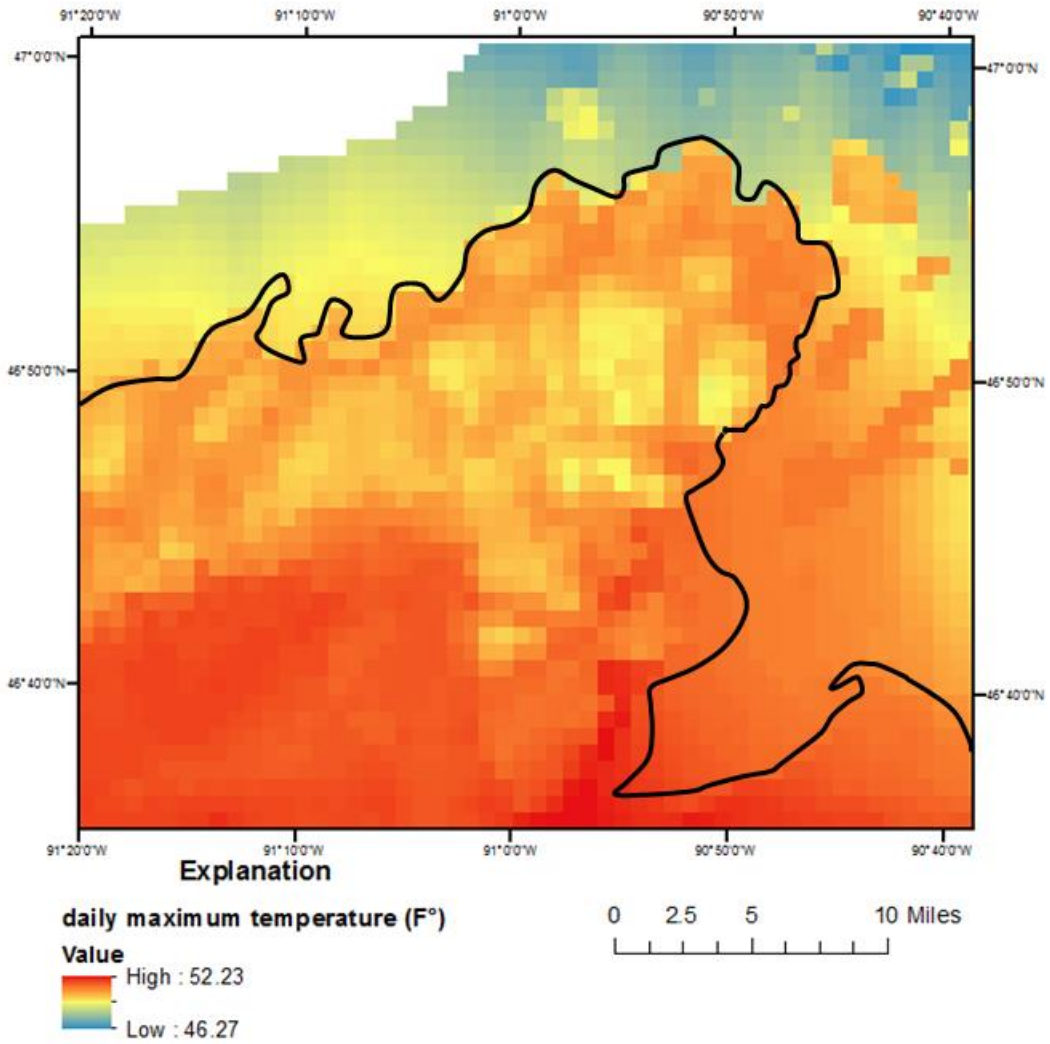 91°20'0"W 91°10'0"W 91°0'0"W 90°50'0"W 90°40'0"W
47°0'0"N 47°0'0"N
46°50'0"N 46°50'0"N
46°40'0"N 46°40'0"N
91°20'0"W 91°10'0"W 91°0'0"W 90°50'0"W 90°40'0"W
Explanation
daily maximum temperature (F°)
Value
High : 52.23
Low : 46.27
0 2.5 5 10 Miles